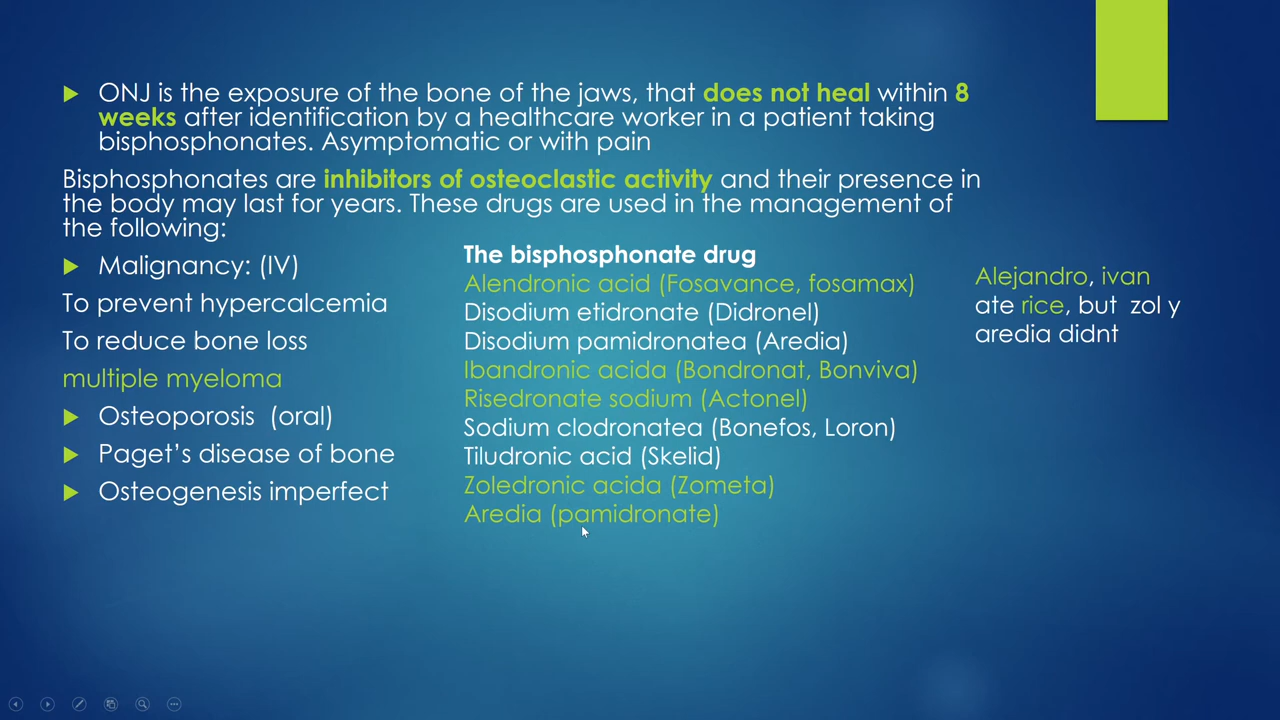 ONJ is the exposure of the bone of the jaws, that does not heal within 8
weeks after identification by a healthcare worker in a patient taking
bisphosphonates. Asymptomatic or with pain
Bisphosphonates are inhibitors of osteoclastic activity and their presence in
the body may last for years. These drugs are used in the management of
the following:
Malignancy: (IV)
To prevent hypercalcemia
To reduce bone loss
multiple myeloma
Osteoporosis (oral)
Paget’s disease of bone
Osteogenesis imperfect
The bisphosphonate drug
Alendronic acid (Fosavance, fosamax)
Disodium etidronate (Didronel)
Disodium pamidronatea (Aredia)
Ibandronic acida (Bondronat, Bonviva)
Risedronate sodium (Actonel)
Sodium clodronatea (Bonefos, Loron)
Tiludronic acid (Skelid)
Zoledronic acida (Zometa)
Aredia (pamidronate)
Alejandro, ivan
ate rice, but zol y
aredia didnt